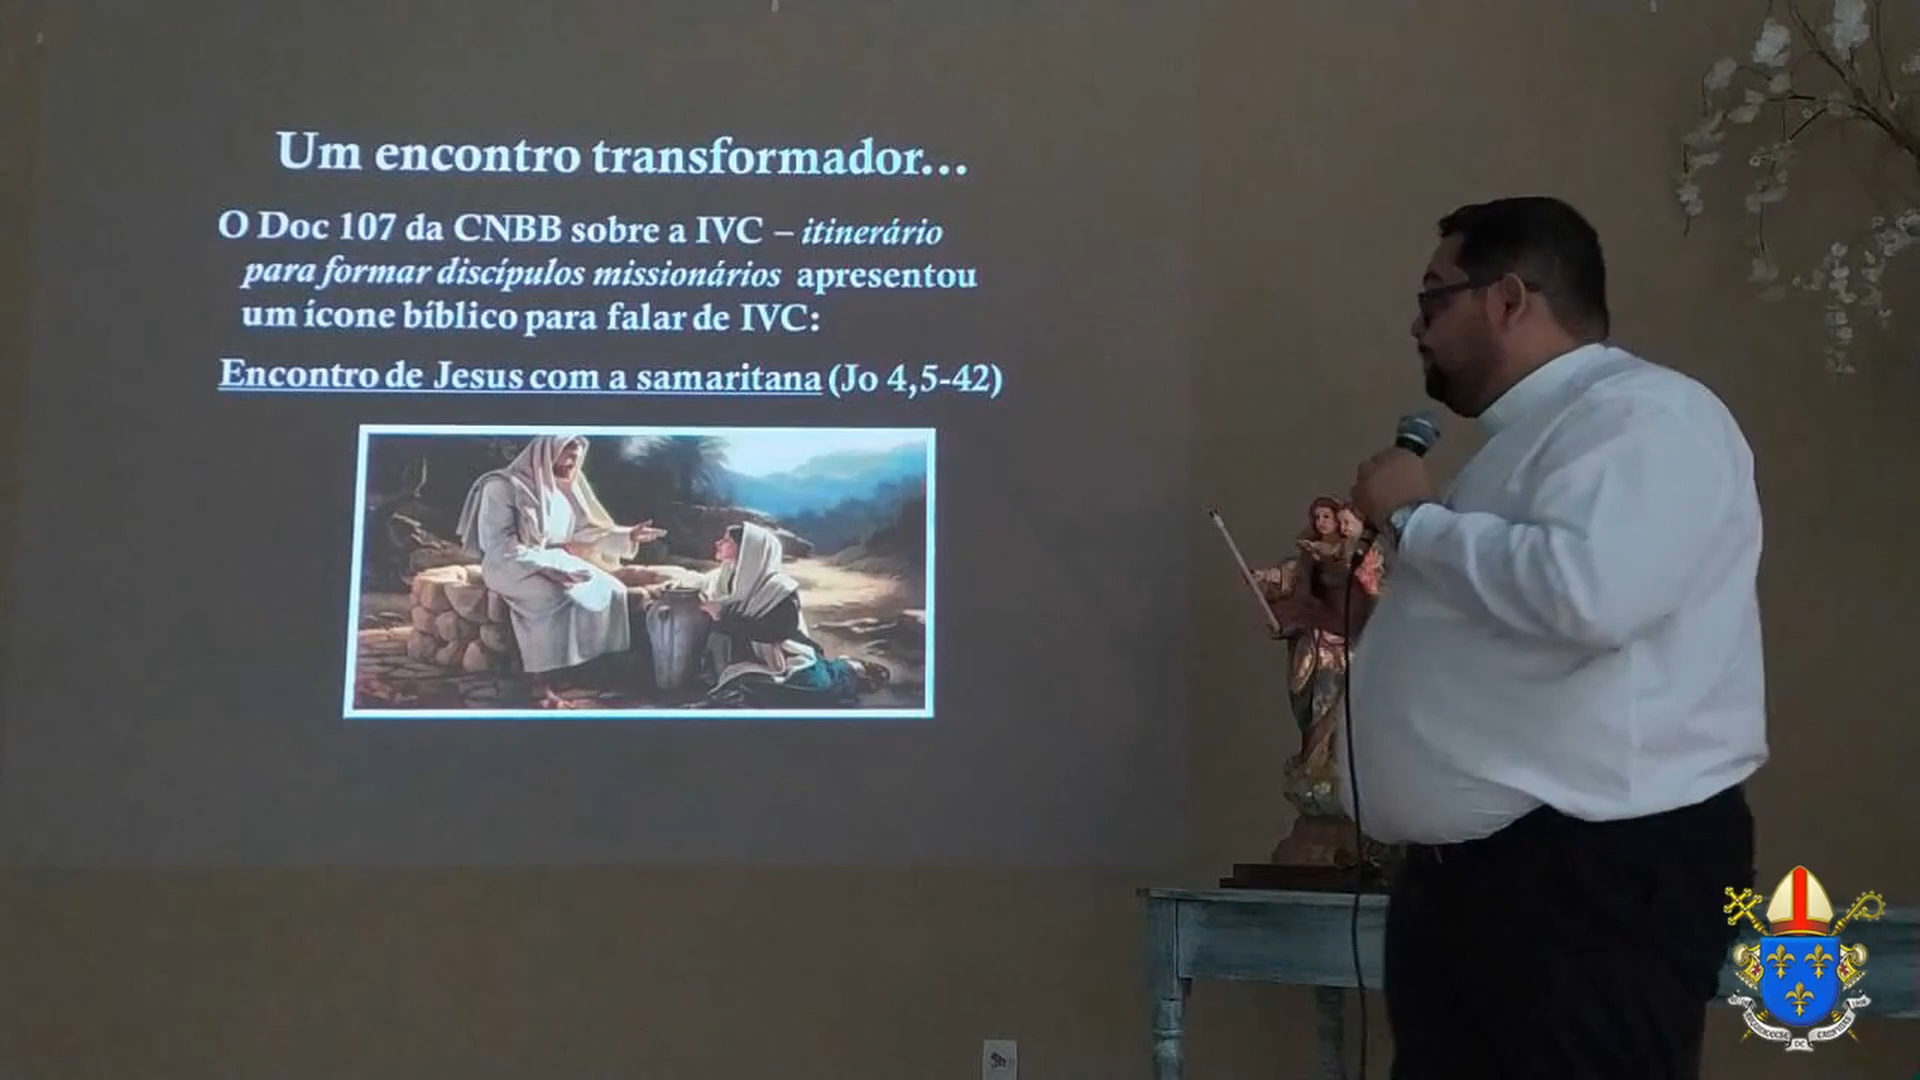 Um encontro transformador...
O Doc 107 da CNBB sobre a IVC – itinerário
para formar discípulos missionários apresentou
um ícone bíblico para falar de IVC:
Encontro de Jesus com a samaritana (Jo 4,5-42)